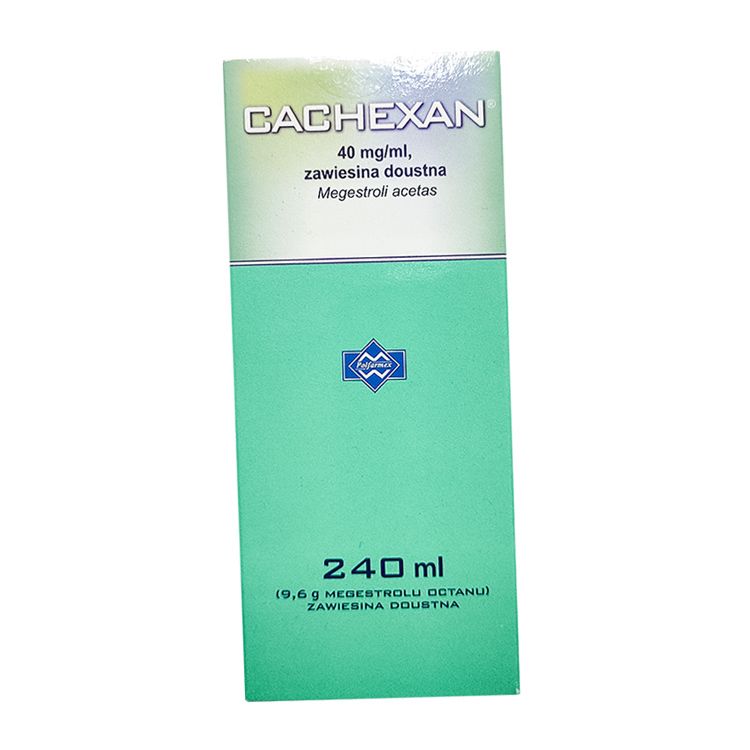 CACHEXAN®
40 mg/ml,
zawiesina doustna
Megestroli acetas
Polfarmex
240 ml
(9,6 g MEGESTROLU OCTANU)
ZAWIESINA DOUSTNA